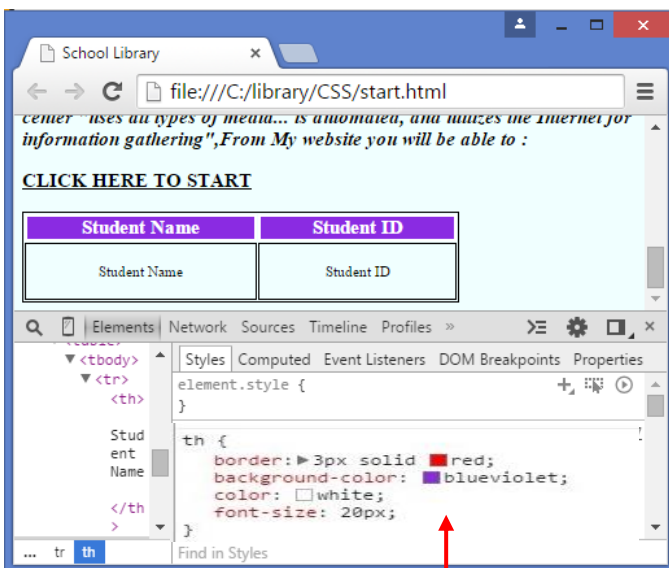 School Library ×
file:///C:/library/CSS/start.html
center "uses all types of media... is automated, and utilizes the Internet for
information gathering",From My website you will be able to :
CLICK HERE TO START
Student Name Student ID
Student Name Student ID
Elements Network Sources Timeline Profiles » ×
▼<tbody>
▼<tr>
<th>
Stud
ent
Name
</th
>
Styles Computed Event Listeners DOM Breakpoints Properties
element.style {
}
th {
border:▶3px solid red;
background-color: blueviolet;
color: white;
font-size: 20px;
}
... tr th
Find in Styles